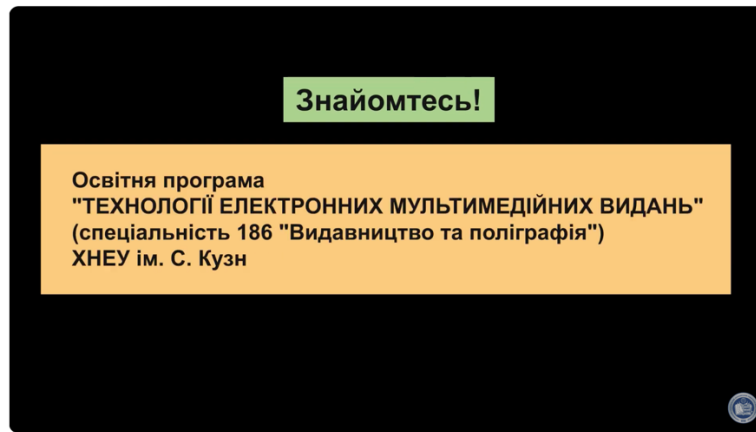 Знайомтесь!
Освітня програма
"ТЕХНОЛОГІЇ ЕЛЕКТРОННИХ МУЛЬТИМЕДІЙНИХ ВИДАНЬ"
(спеціальність 186 "Видавництво та поліграфія")
ХНЕУ ім. С. Кузн